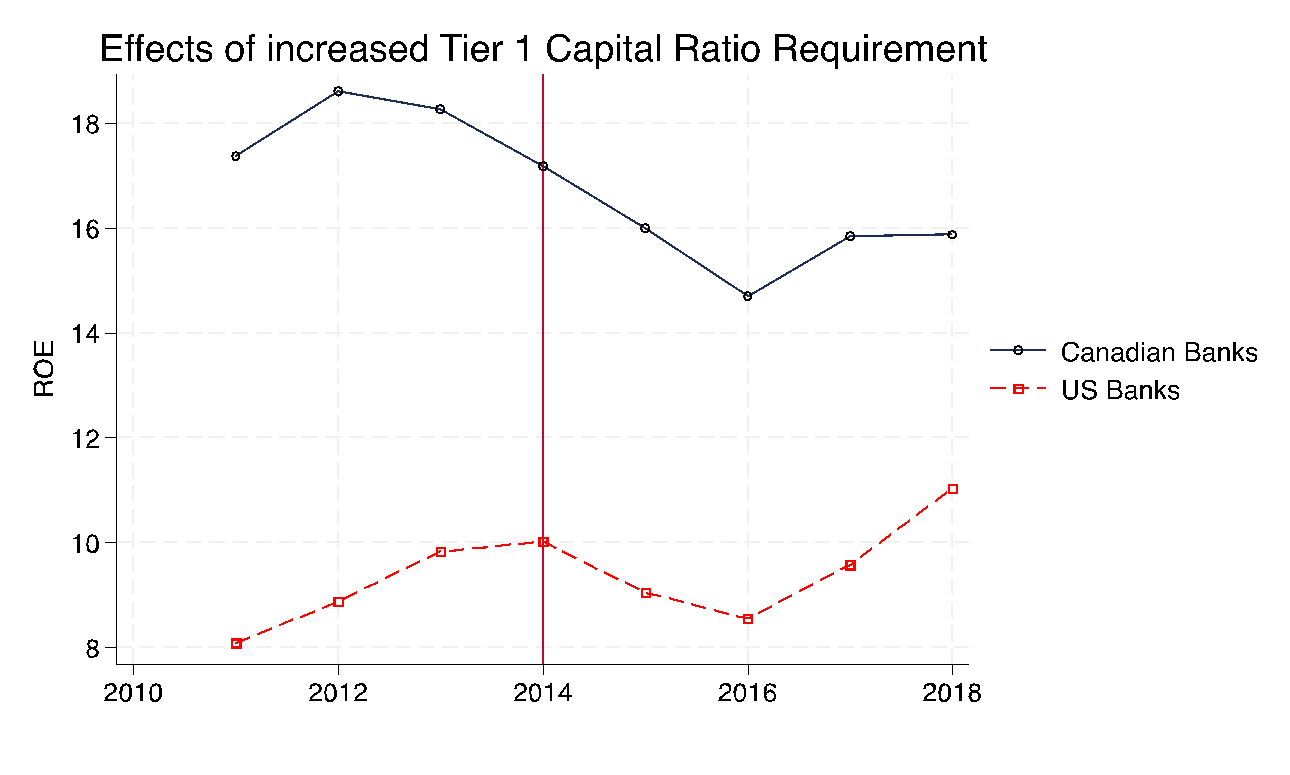 Effects of increased Tier 1 Capital Ratio Requirement
18
16
14
12
10
8
ROE
2010
2012
2014
2016
2018
Canadian Banks
US Banks